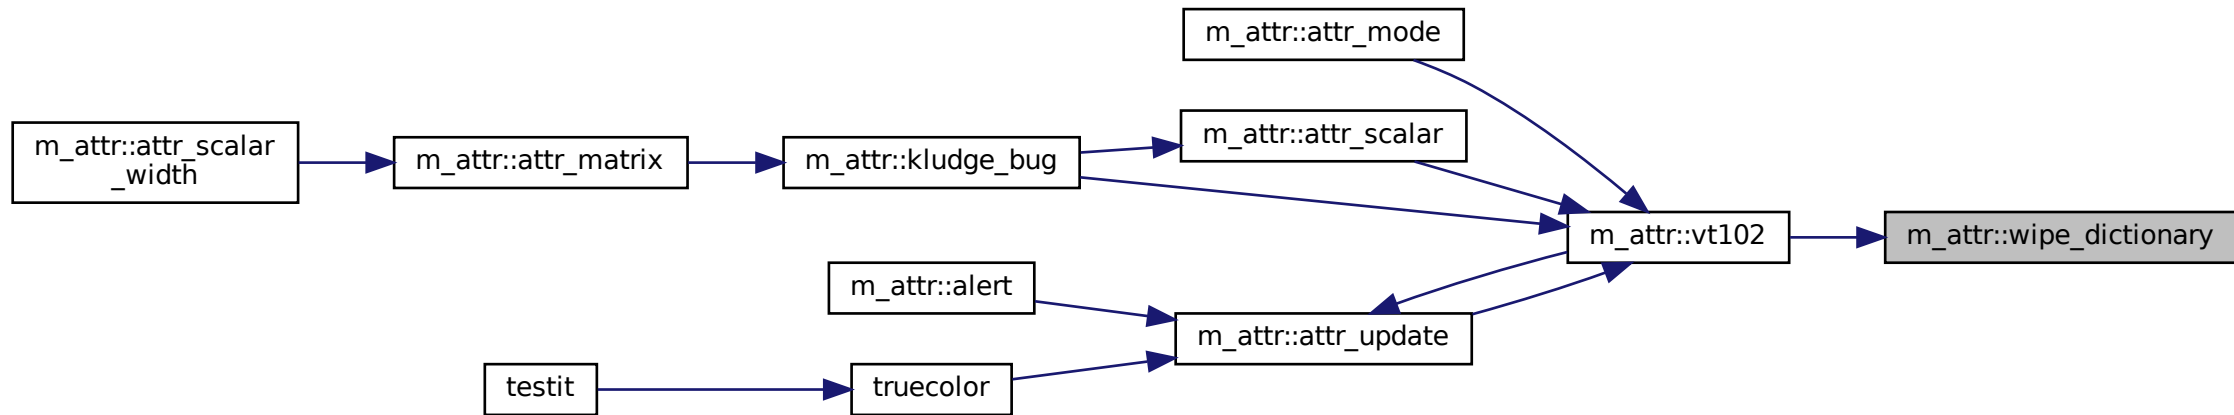 m_attr::attr_mode
m_attr::attr_scalar
m_attr::attr_scalar
_width
m_attr::attr_matrix
m_attr::kludge_bug
m_attr::vt102
m_attr::wipe_dictionary
m_attr::alert
m_attr::attr_update
testit
truecolor